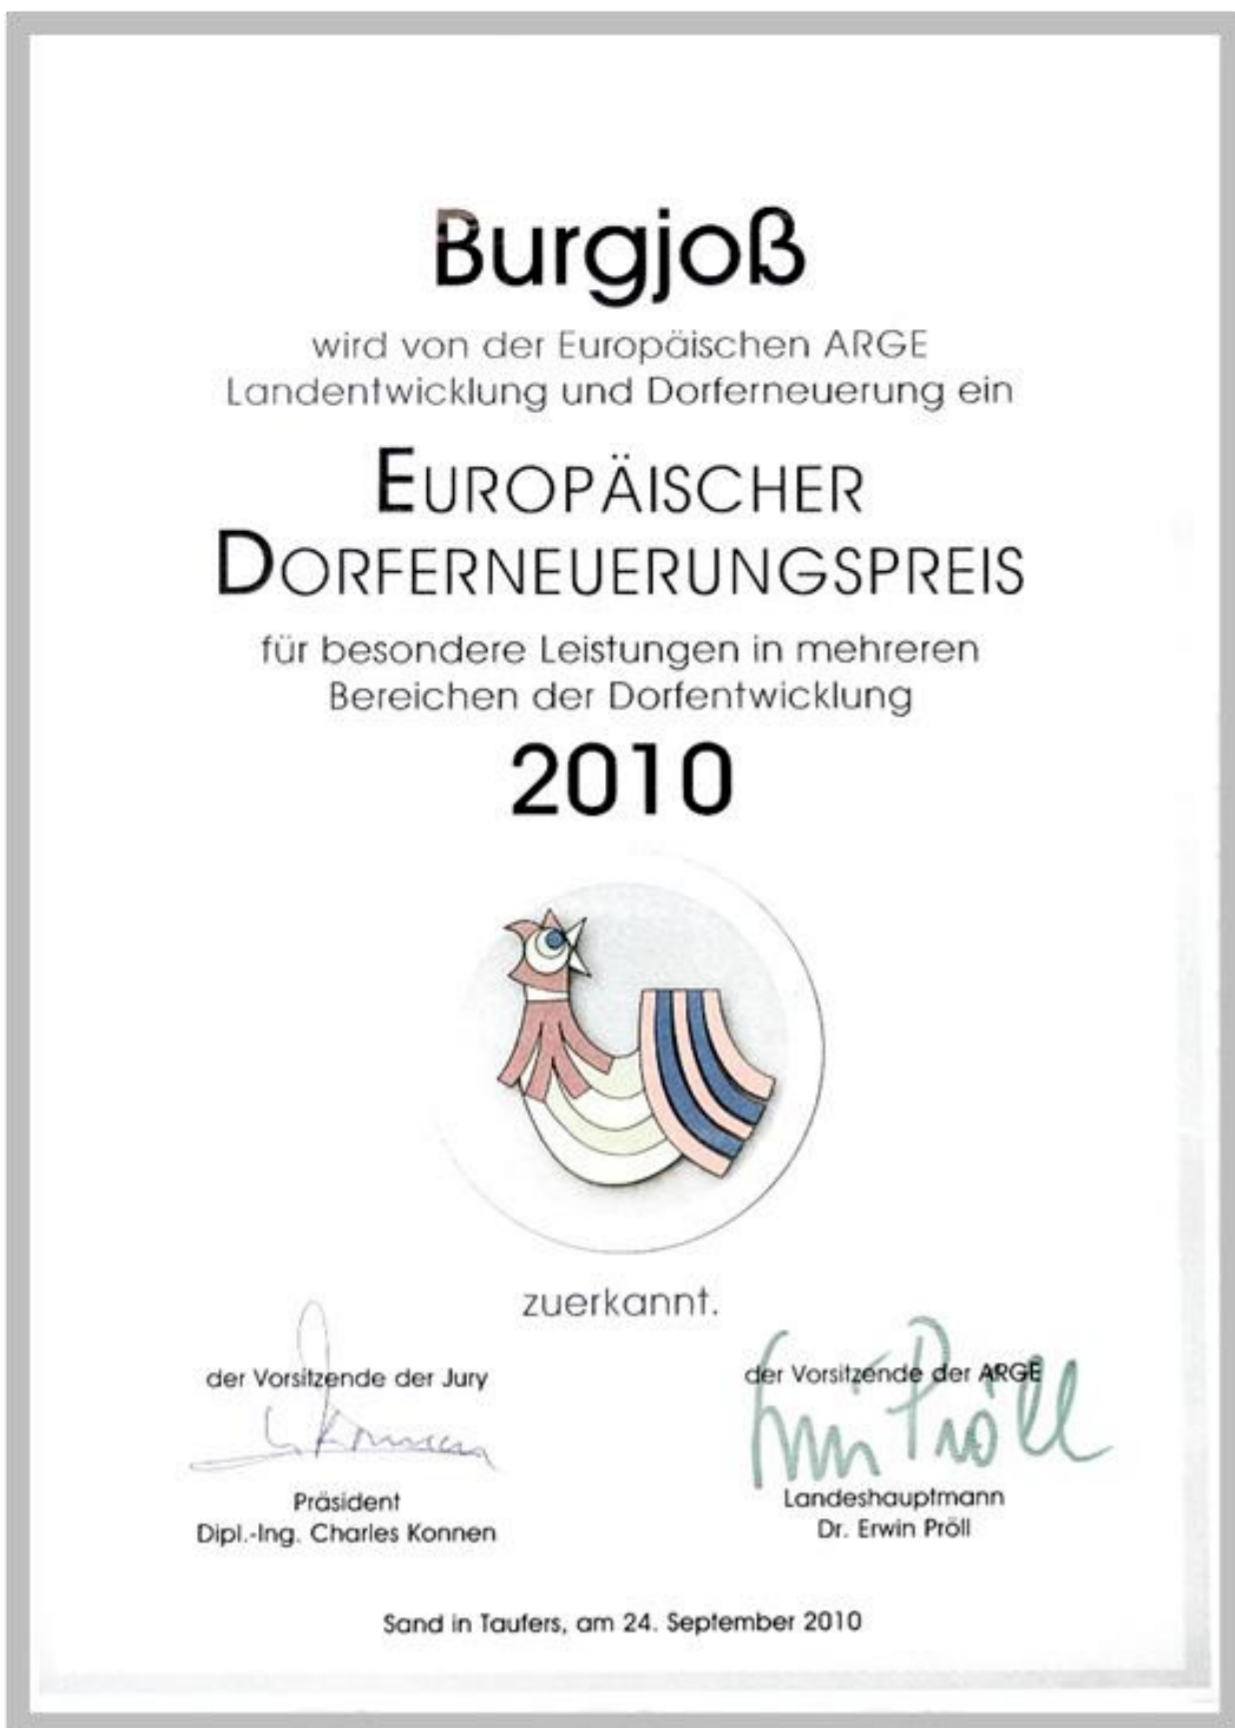 Burgjoß
wird von der Europäischen ARGE
Landentwicklung und Dorferneuerung ein
EUROPÄISCHER
DORFERNEUERUNGSPREIS
für besondere Leistungen in mehreren
Bereichen der Dorfentwicklung
2010
zuerkannt.
der Vorsitzende der Jury
Präsident
Dipl.-Ing. Charles Konnen
der Vorsitzende der ARGE
Erwin Pröll
Landeshauptmann
Dr. Erwin Pröll
Sand in Taufers, am 24. September 2010